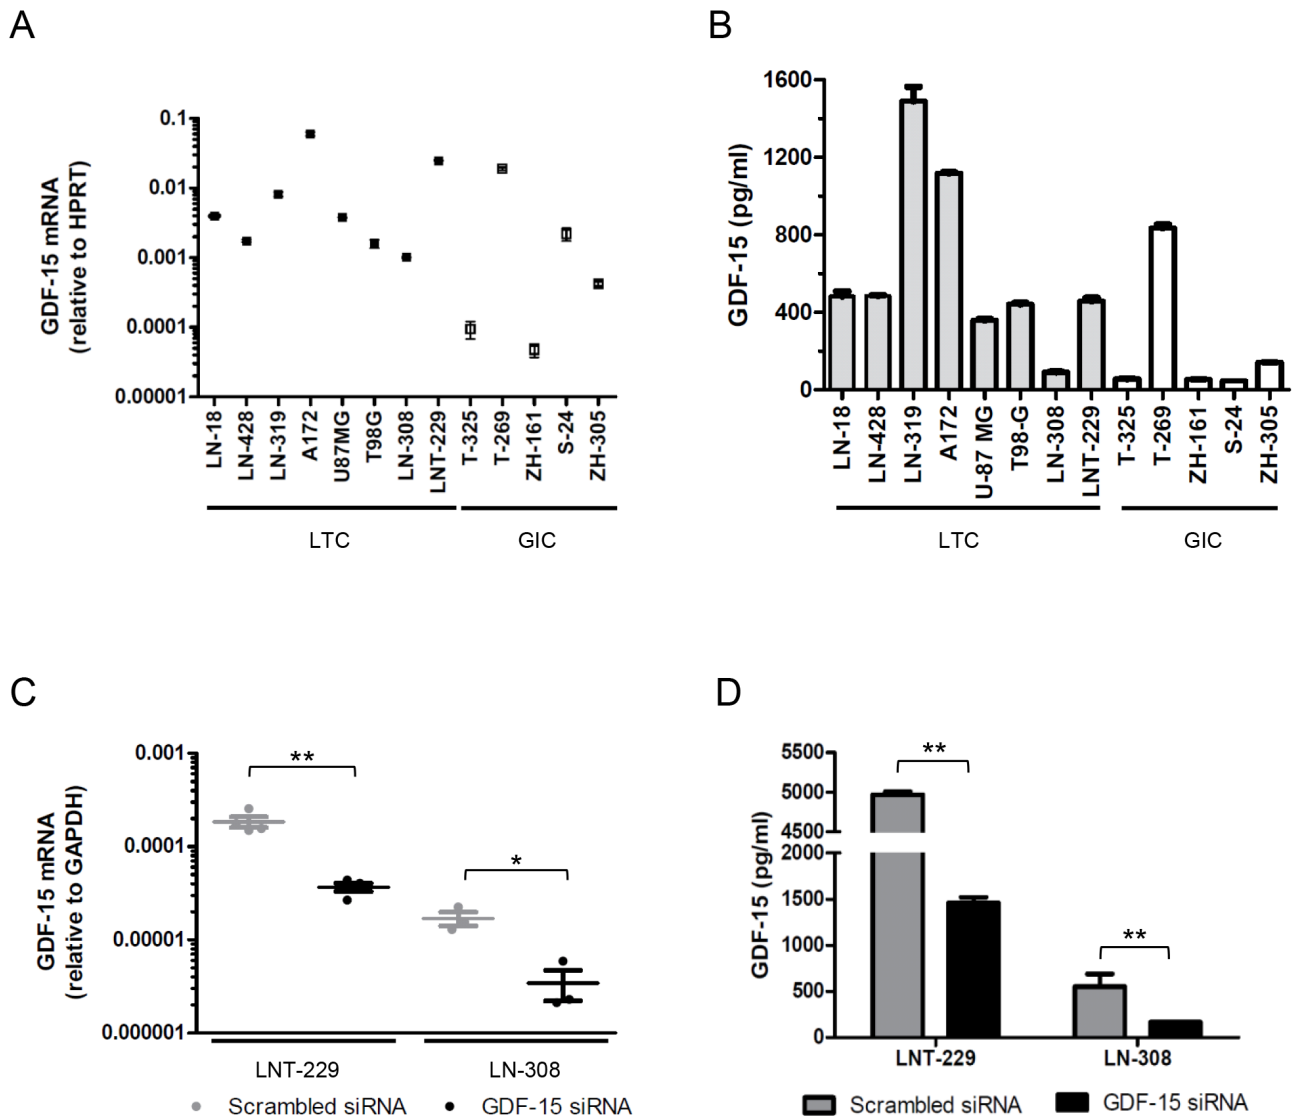 A
GDF-15 mRNA
(relative to HPRT)
0.1
0.01
0.001
0.0001
0.00001
LN-18
LN-428
LN-319
A172
U87MG
T98G
LN-308
LNT-229
T-325
T-269
ZH-161
S-24
ZH-305
LTC
GIC
B
GDF-15 (pg/ml)
1600
1200
800
400
0
LN-18
LN-428
LN-319
A172
U-87 MG
T98-G
LN-308
LNT-229
T-325
T-269
ZH-161
S-24
ZH-305
LTC
GIC
C
GDF-15 mRNA
(relative to GAPDH)
0.001
0.0001
0.00001
0.000001
**
*
LNT-229
LN-308
Scrambled siRNA
GDF-15 siRNA
D
GDF-15 (pg/ml)
5500
5000
4500
2000
1500
1000
500
0
**
**
LNT-229
LN-308
Scrambled siRNA
GDF-15 siRNA